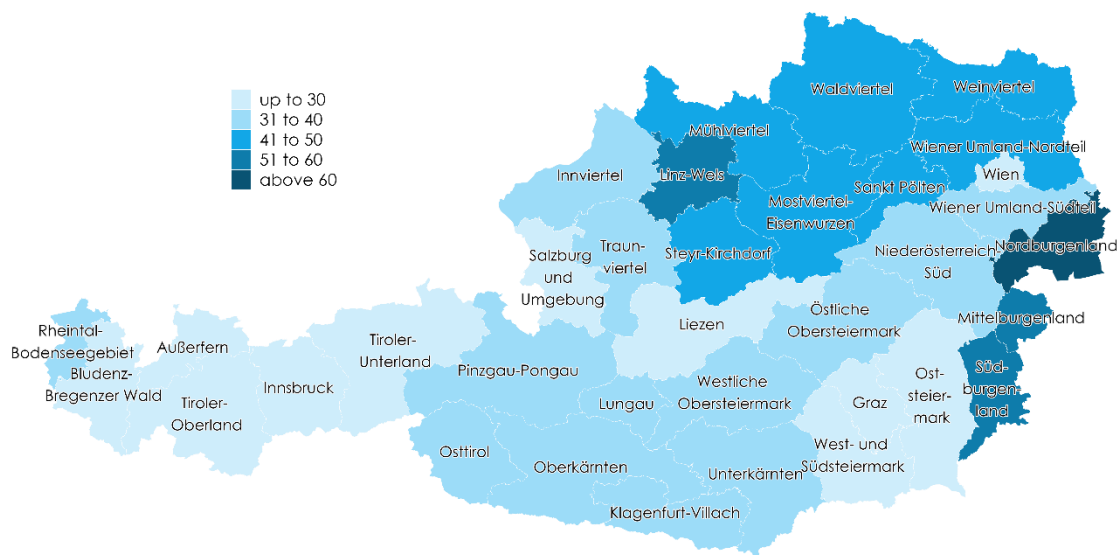 up to 30
31 to 40
41 to 50
51 to 60
above 60
Waldviertel
Weinviertel
Mühlviertel
Wiener Umland-Nordteil
Innviertel
Linz-Wels
Wien
Sankt Pölten
Mostviertel-
Eisenwurzen
Wiener Umland-Südteil
Salzburg
und
Umgebung
Traun-
viertel
Steyr-Kirchdorf
Niederösterreich-
Süd
Nordburgenland
Rheintal-
Bodenseegebiet
Außerfern
Tiroler-
Unterland
Liezen
Östliche
Obersteiermark
Mittelburgenland
Bludenz-
Bregenzer Wald
Tiroler-
Oberland
Innsbruck
Pinzgau-Pongau
Lungau
Westliche
Obersteiermark
Graz
Ost-
steier-
mark
Süd-
burgen-
land
Osttirol
Oberkärnten
Unterkärnten
West- und
Südsteiermark
Klagenfurt-Villach